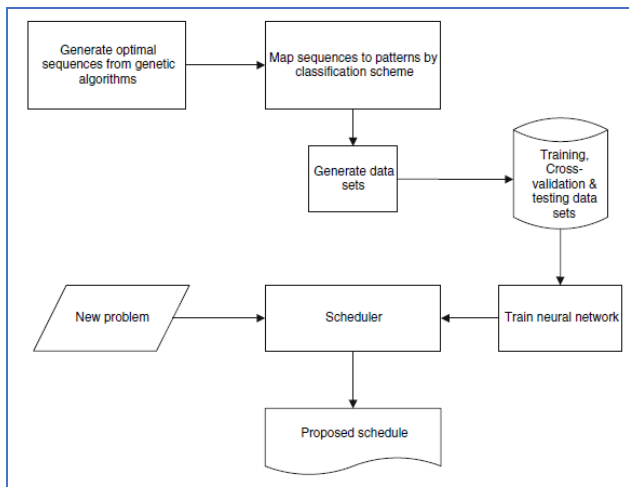 Generate optimal
sequences from genetic
algorithms
Map sequences to patterns by
classification scheme
Generate data
sets
Training,
Cross-
validation &
testing data
sets
New problem
Scheduler
Train neural network
Proposed schedule